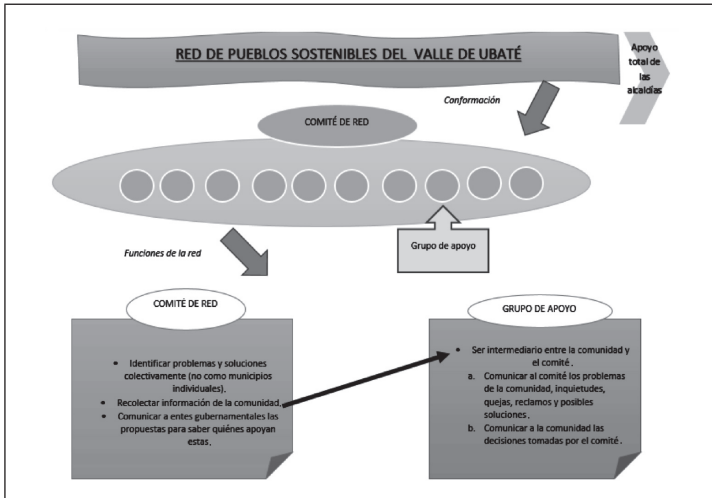 RED DE PUEBLOS SOSTENIBLES DEL VALLE DE UBATÉ
Apoyo
total de
las
alcaldías
Conformación
COMITÉ DE RED
Grupo de apoyo
Funciones de la red
COMITÉ DE RED
• Identificar problemas y soluciones
colectivamente (no como municipios
individuales).
• Recolectar información de la comunidad.
• Comunicar a entes gubernamentales las
propuestas para saber quiénes apoyan
estas.
GRUPO DE APOYO
• Ser intermediario entre la comunidad y
el comité.
a. Comunicar al comité los problemas
de la comunidad, inquietudes,
quejas, reclamos y posibles
soluciones.
b. Comunicar a la comunidad las
decisiones tomadas por el comité.